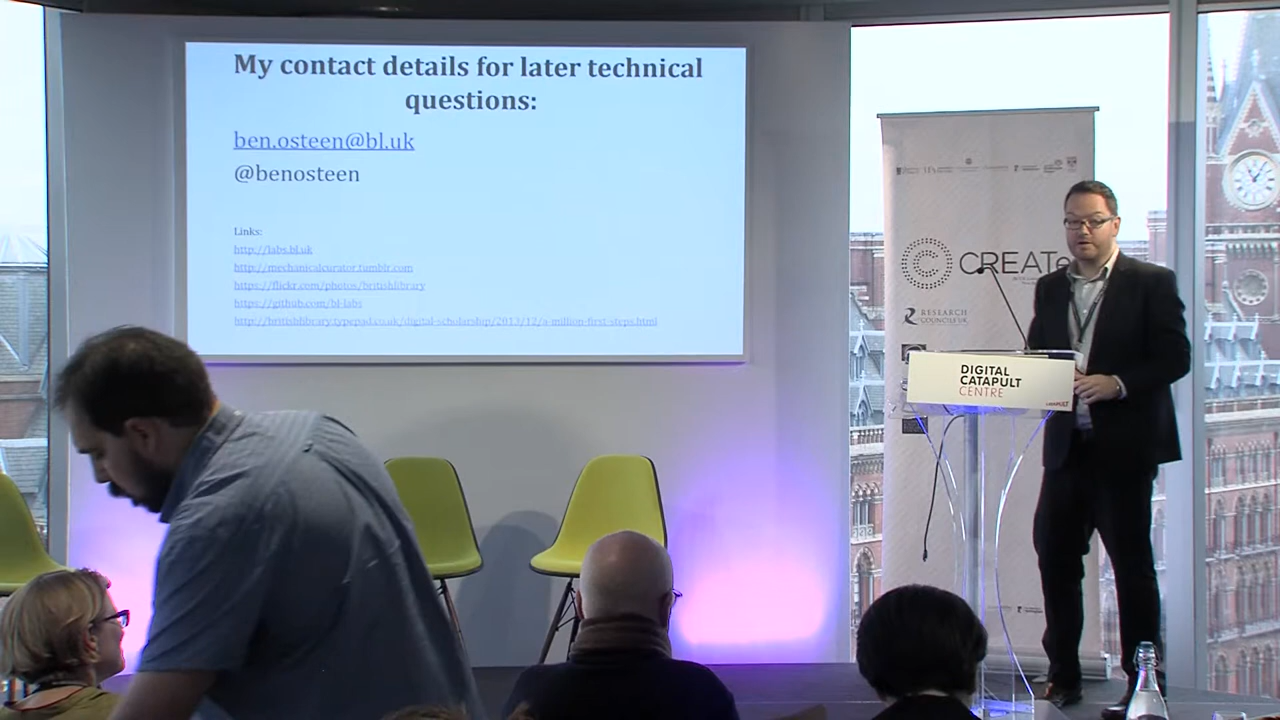 My contact details for later technical
questions:
ben.osteen@bl.uk
@benosteen
Links:
http://labs.bl.uk
http://mechanicalcurator.tumblr.com
https://flickr.com/photos/britishlibrary
https://github.com/bl-labs
http://britishlibrary.typepad.co.uk/digital-scholarship/2013/12/a-million-first-steps.html
CREATe
RESEARCH
COUNCILS UK
DIGITAL
CATAPULT
CENTRE
CATAPULT